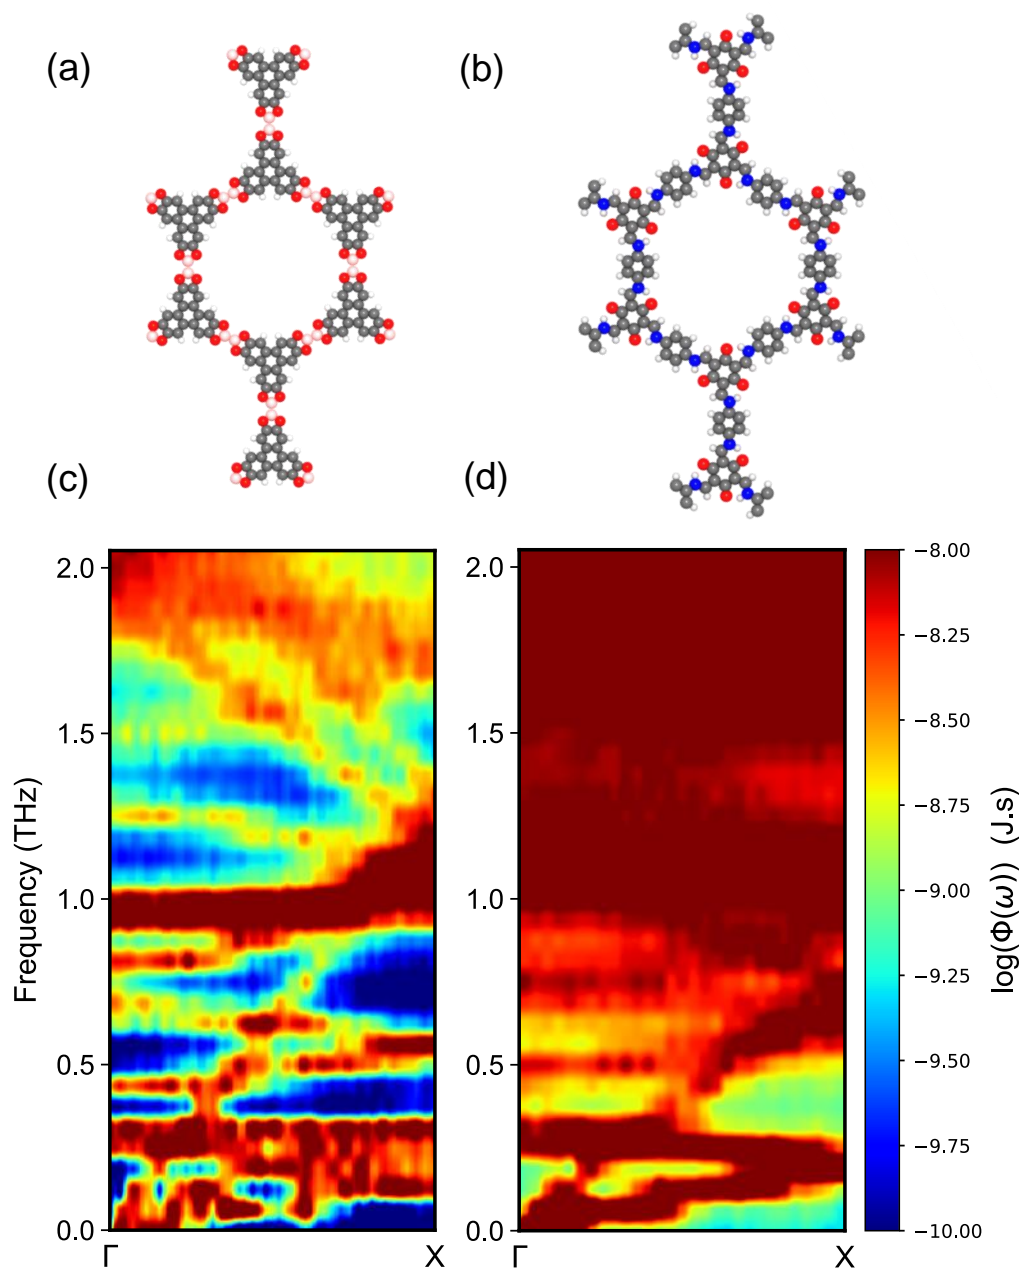 (a)
(b)
(c)
(d)
2.0
1.5
1.0
0.5
0.0
Frequency (THz)
Γ
X
2.0
1.5
1.0
0.5
0.0
Γ
X
−8.00
−8.25
−8.50
−8.75
−9.00
−9.25
−9.50
−9.75
−10.00
log(Φ(ω)) (J.s)